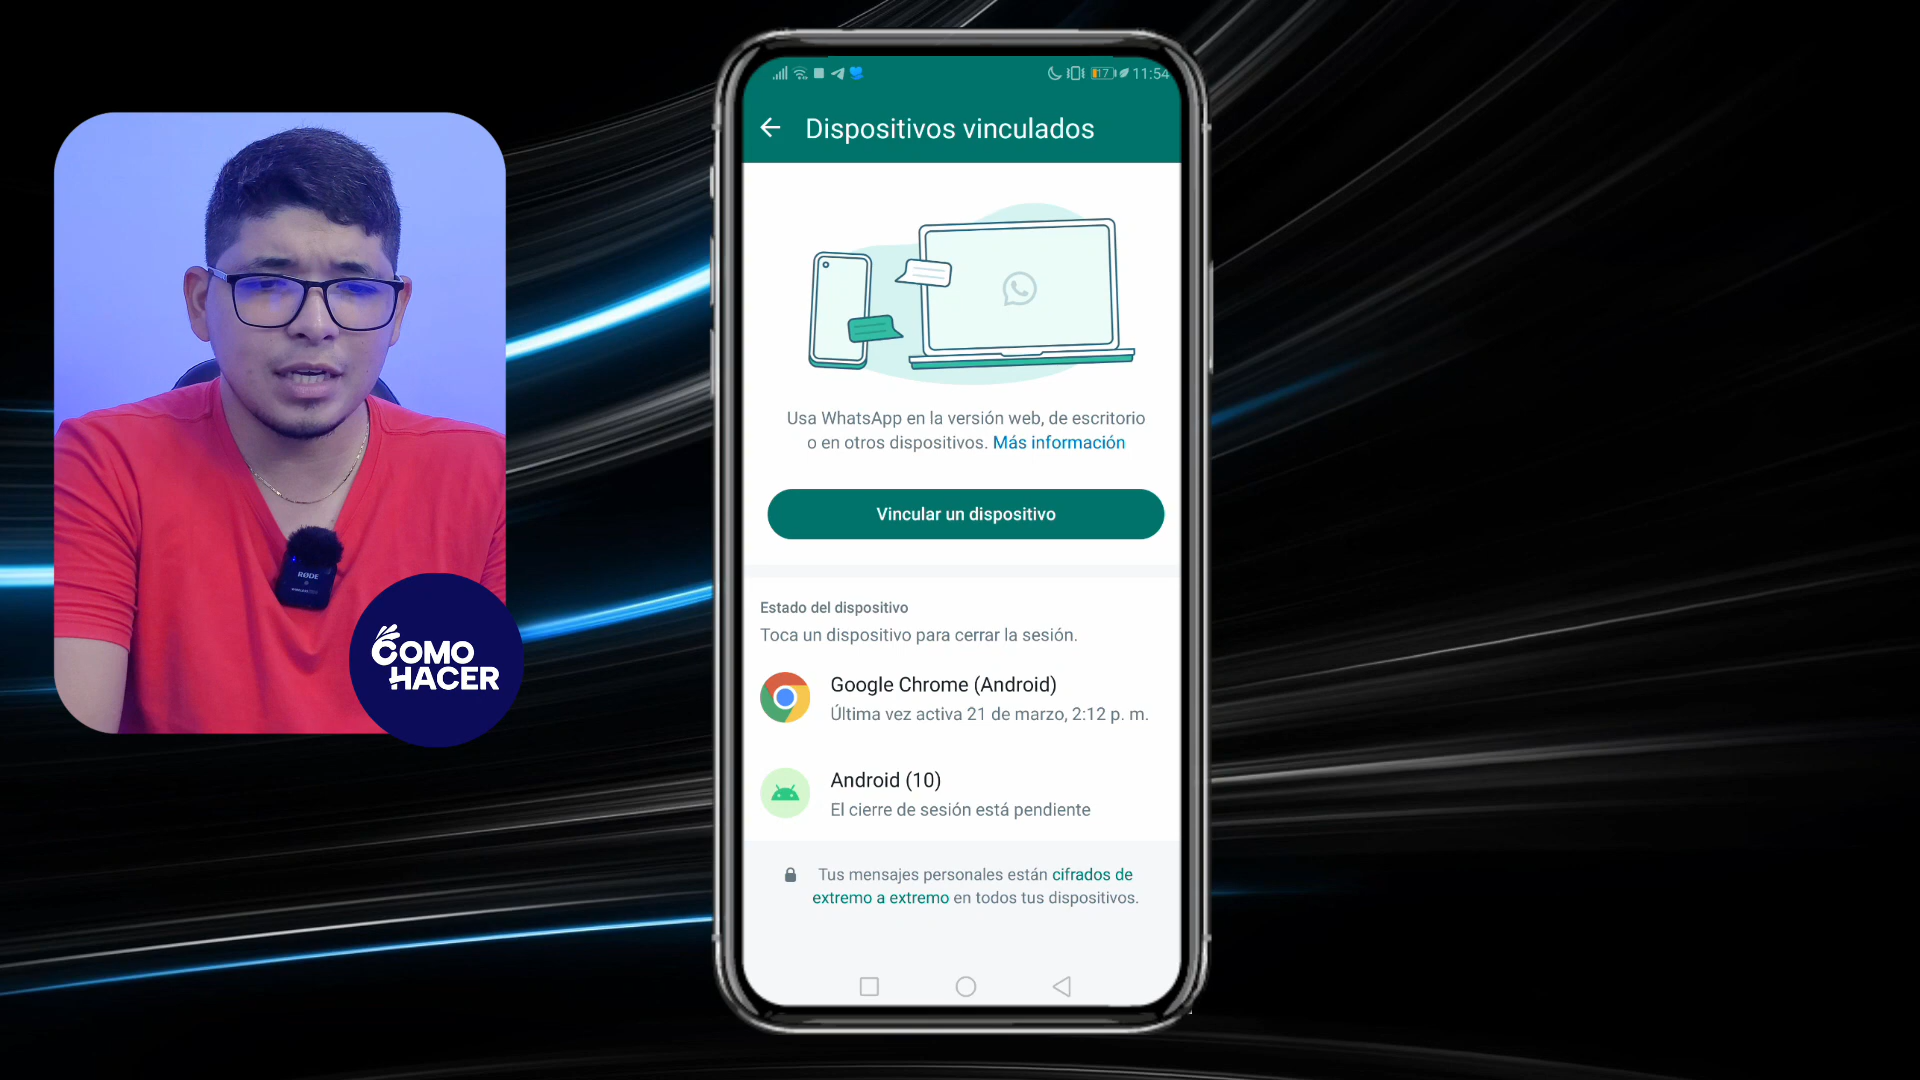 17 11:54
Dispositivos vinculados
Usa WhatsApp en la versión web, de escritorio
o en otros dispositivos. Más información
Vincular un dispositivo
Estado del dispositivo
Toca un dispositivo para cerrar la sesión.
Google Chrome (Android)
Última vez activa 21 de marzo, 2:12 p. m.
Android (10)
El cierre de sesión está pendiente
Tus mensajes personales están cifrados de
extremo a extremo en todos tus dispositivos.
RØDE
COMO
HACER